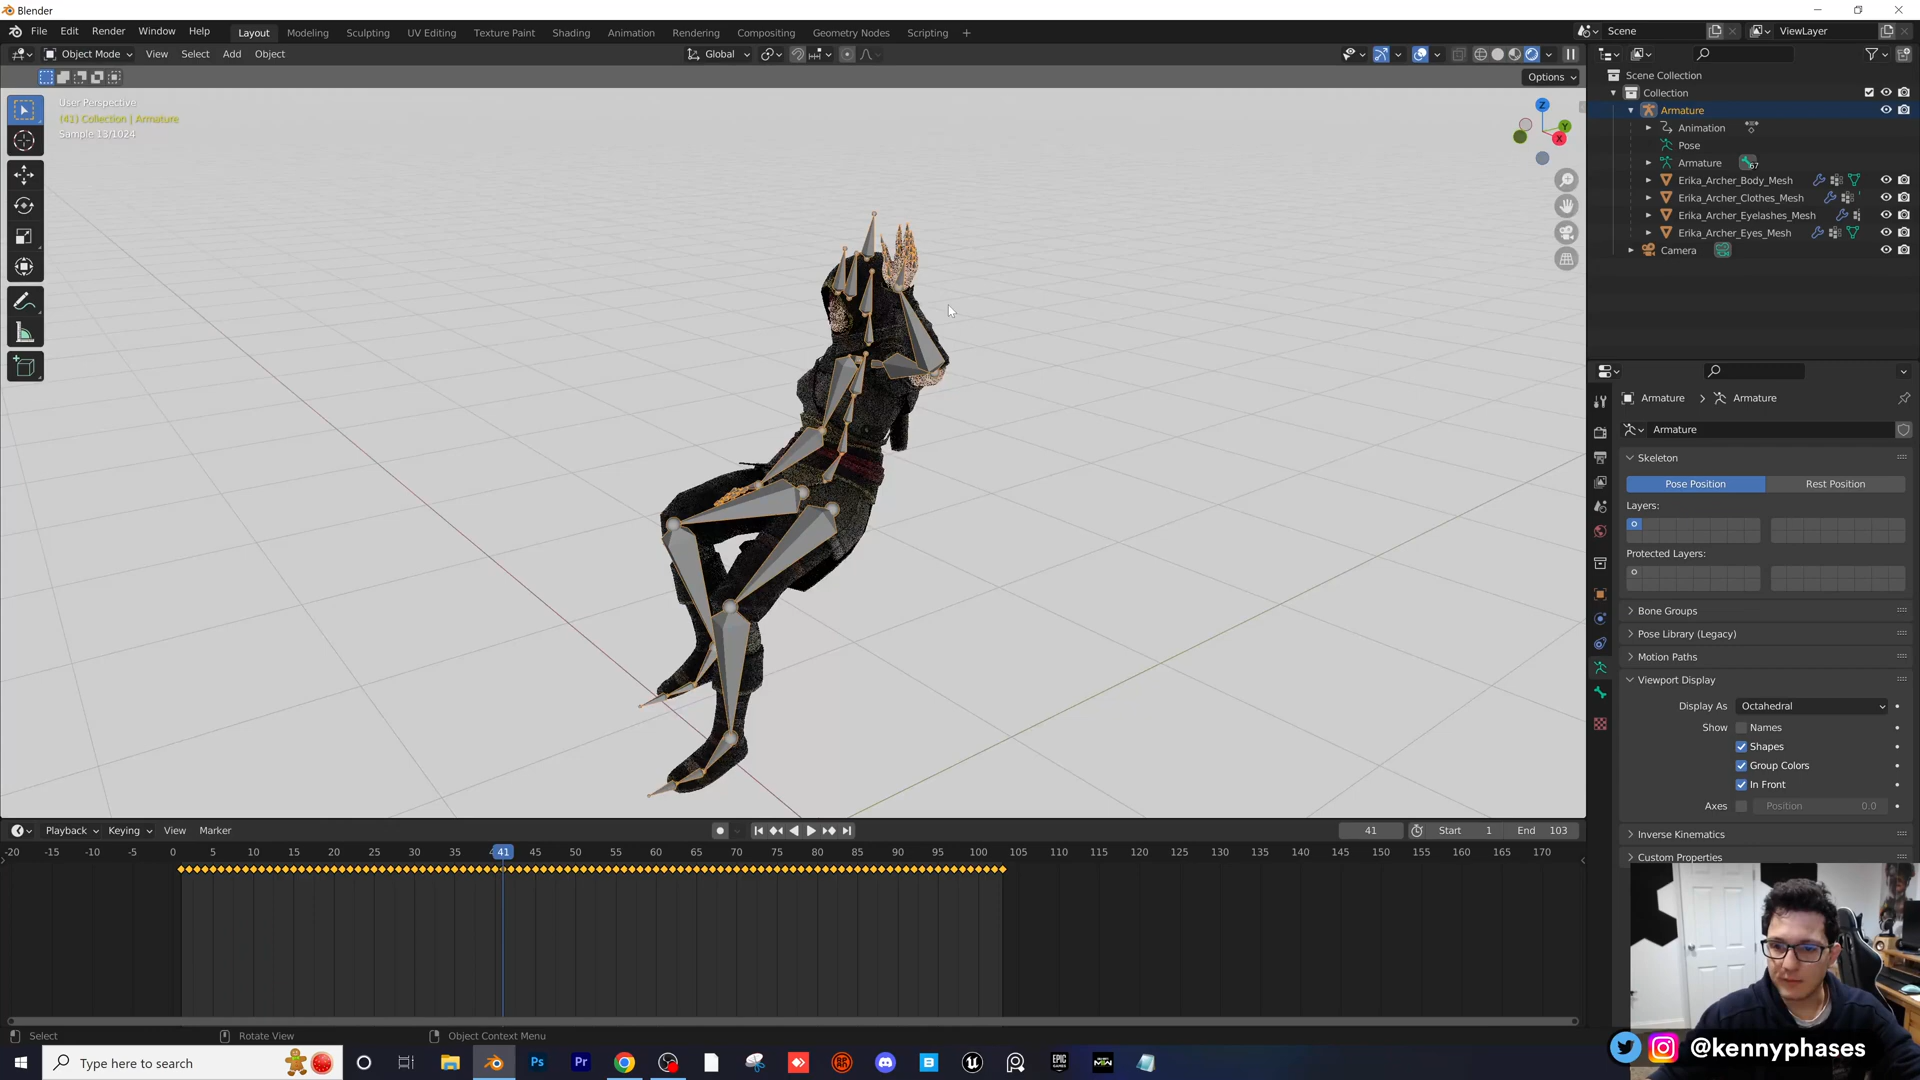 Blender
File Edit Render Window Help
Layout Modeling Sculpting UV Editing Texture Paint Shading Animation Rendering Compositing Geometry Nodes Scripting +
Scene ViewLayer
Object Mode View Select Add Object
Global
Options
User Perspective
(41) Collection | Armature
Sample 13/1024
Z
Y
X
Scene Collection
Collection
Armature
Animation
Pose
Armature 67
Erika_Archer_Body_Mesh
Erika_Archer_Clothes_Mesh
Erika_Archer_Eyelashes_Mesh
Erika_Archer_Eyes_Mesh
Camera
Armature > Armature
Armature
Skeleton
Pose Position Rest Position
Layers:
Protected Layers:
Bone Groups
Pose Library (Legacy)
Motion Paths
Viewport Display
Display As Octahedral
Show Names
Shapes
Group Colors
In Front
Axes Position 0.0
Inverse Kinematics
Custom Properties
Playback Keying View Marker
41 Start 1 End 103
-20 -15 -10 -5 0 5 10 15 20 25 30 35 41 45 50 55 60 65 70 75 80 85 90 95 100 105 110 115 120 125 130 135 140 145 150 155 160 165 170
Select Rotate View Object Context Menu
Type here to search
Ps Pr
EPIC GAMES
@kennyphases